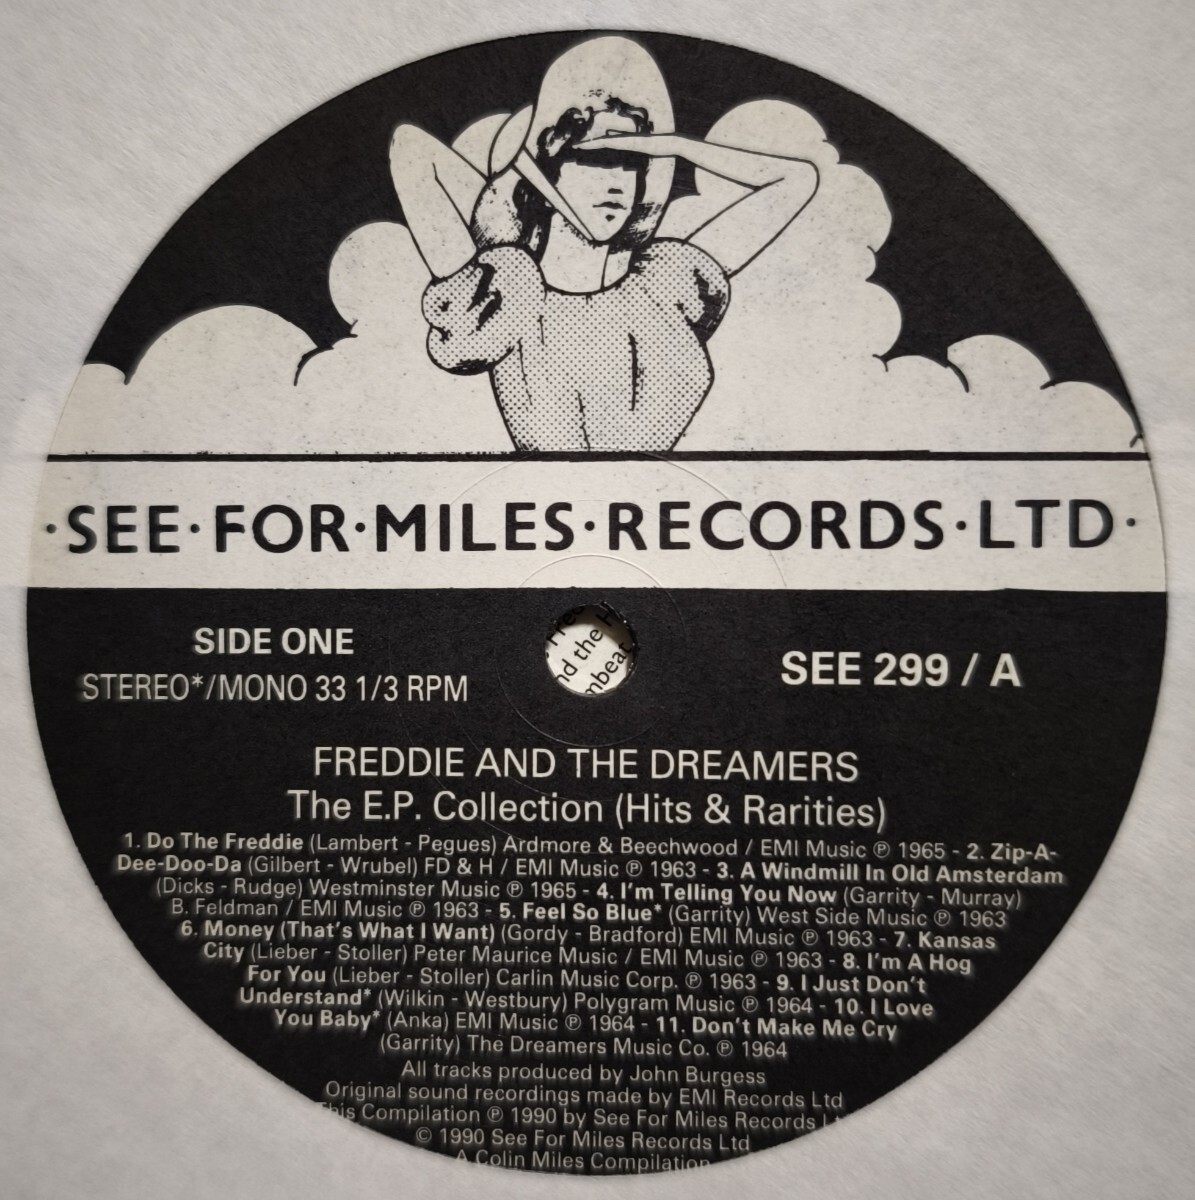 ·SEE·FOR·MILES·RECORDS·LTD·
SIDE ONE
STEREO*/MONO 33 1/3 RPM
SEE 299 / A
FREDDIE AND THE DREAMERS
The E.P. Collection (Hits & Rarities)
1. Do The Freddie (Lambert - Pegues) Ardmore & Beechwood / EMI Music ℗ 1965 - 2. Zip-A-
Dee-Doo-Da (Gilbert - Wrubel) FD & H / EMI Music ℗ 1963 - 3. A Windmill In Old Amsterdam
(Dicks - Rudge) Westminster Music ℗ 1965 - 4. I'm Telling You Now (Garrity - Murray)
B. Feldman / EMI Music ℗ 1963 - 5. Feel So Blue* (Garrity) West Side Music ℗ 1963
6. Money (That's What I Want) (Gordy - Bradford) EMI Music ℗ 1963 - 7. Kansas
City (Lieber - Stoller) Peter Maurice Music / EMI Music ℗ 1963 - 8. I'm A Hog
For You (Lieber - Stoller) Carlin Music Corp. ℗ 1963 - 9. I Just Don't
Understand* (Wilkin - Westbury) Polygram Music ℗ 1964 - 10. I Love
You Baby* (Anka) EMI Music ℗ 1964 - 11. Don't Make Me Cry
(Garrity) The Dreamers Music Co. ℗ 1964
All tracks produced by John Burgess
Original sound recordings made by EMI Records Ltd
This Compilation ℗ 1990 by See For Miles Records
© 1990 See For Miles Records Ltd
A Colin Miles Compilation